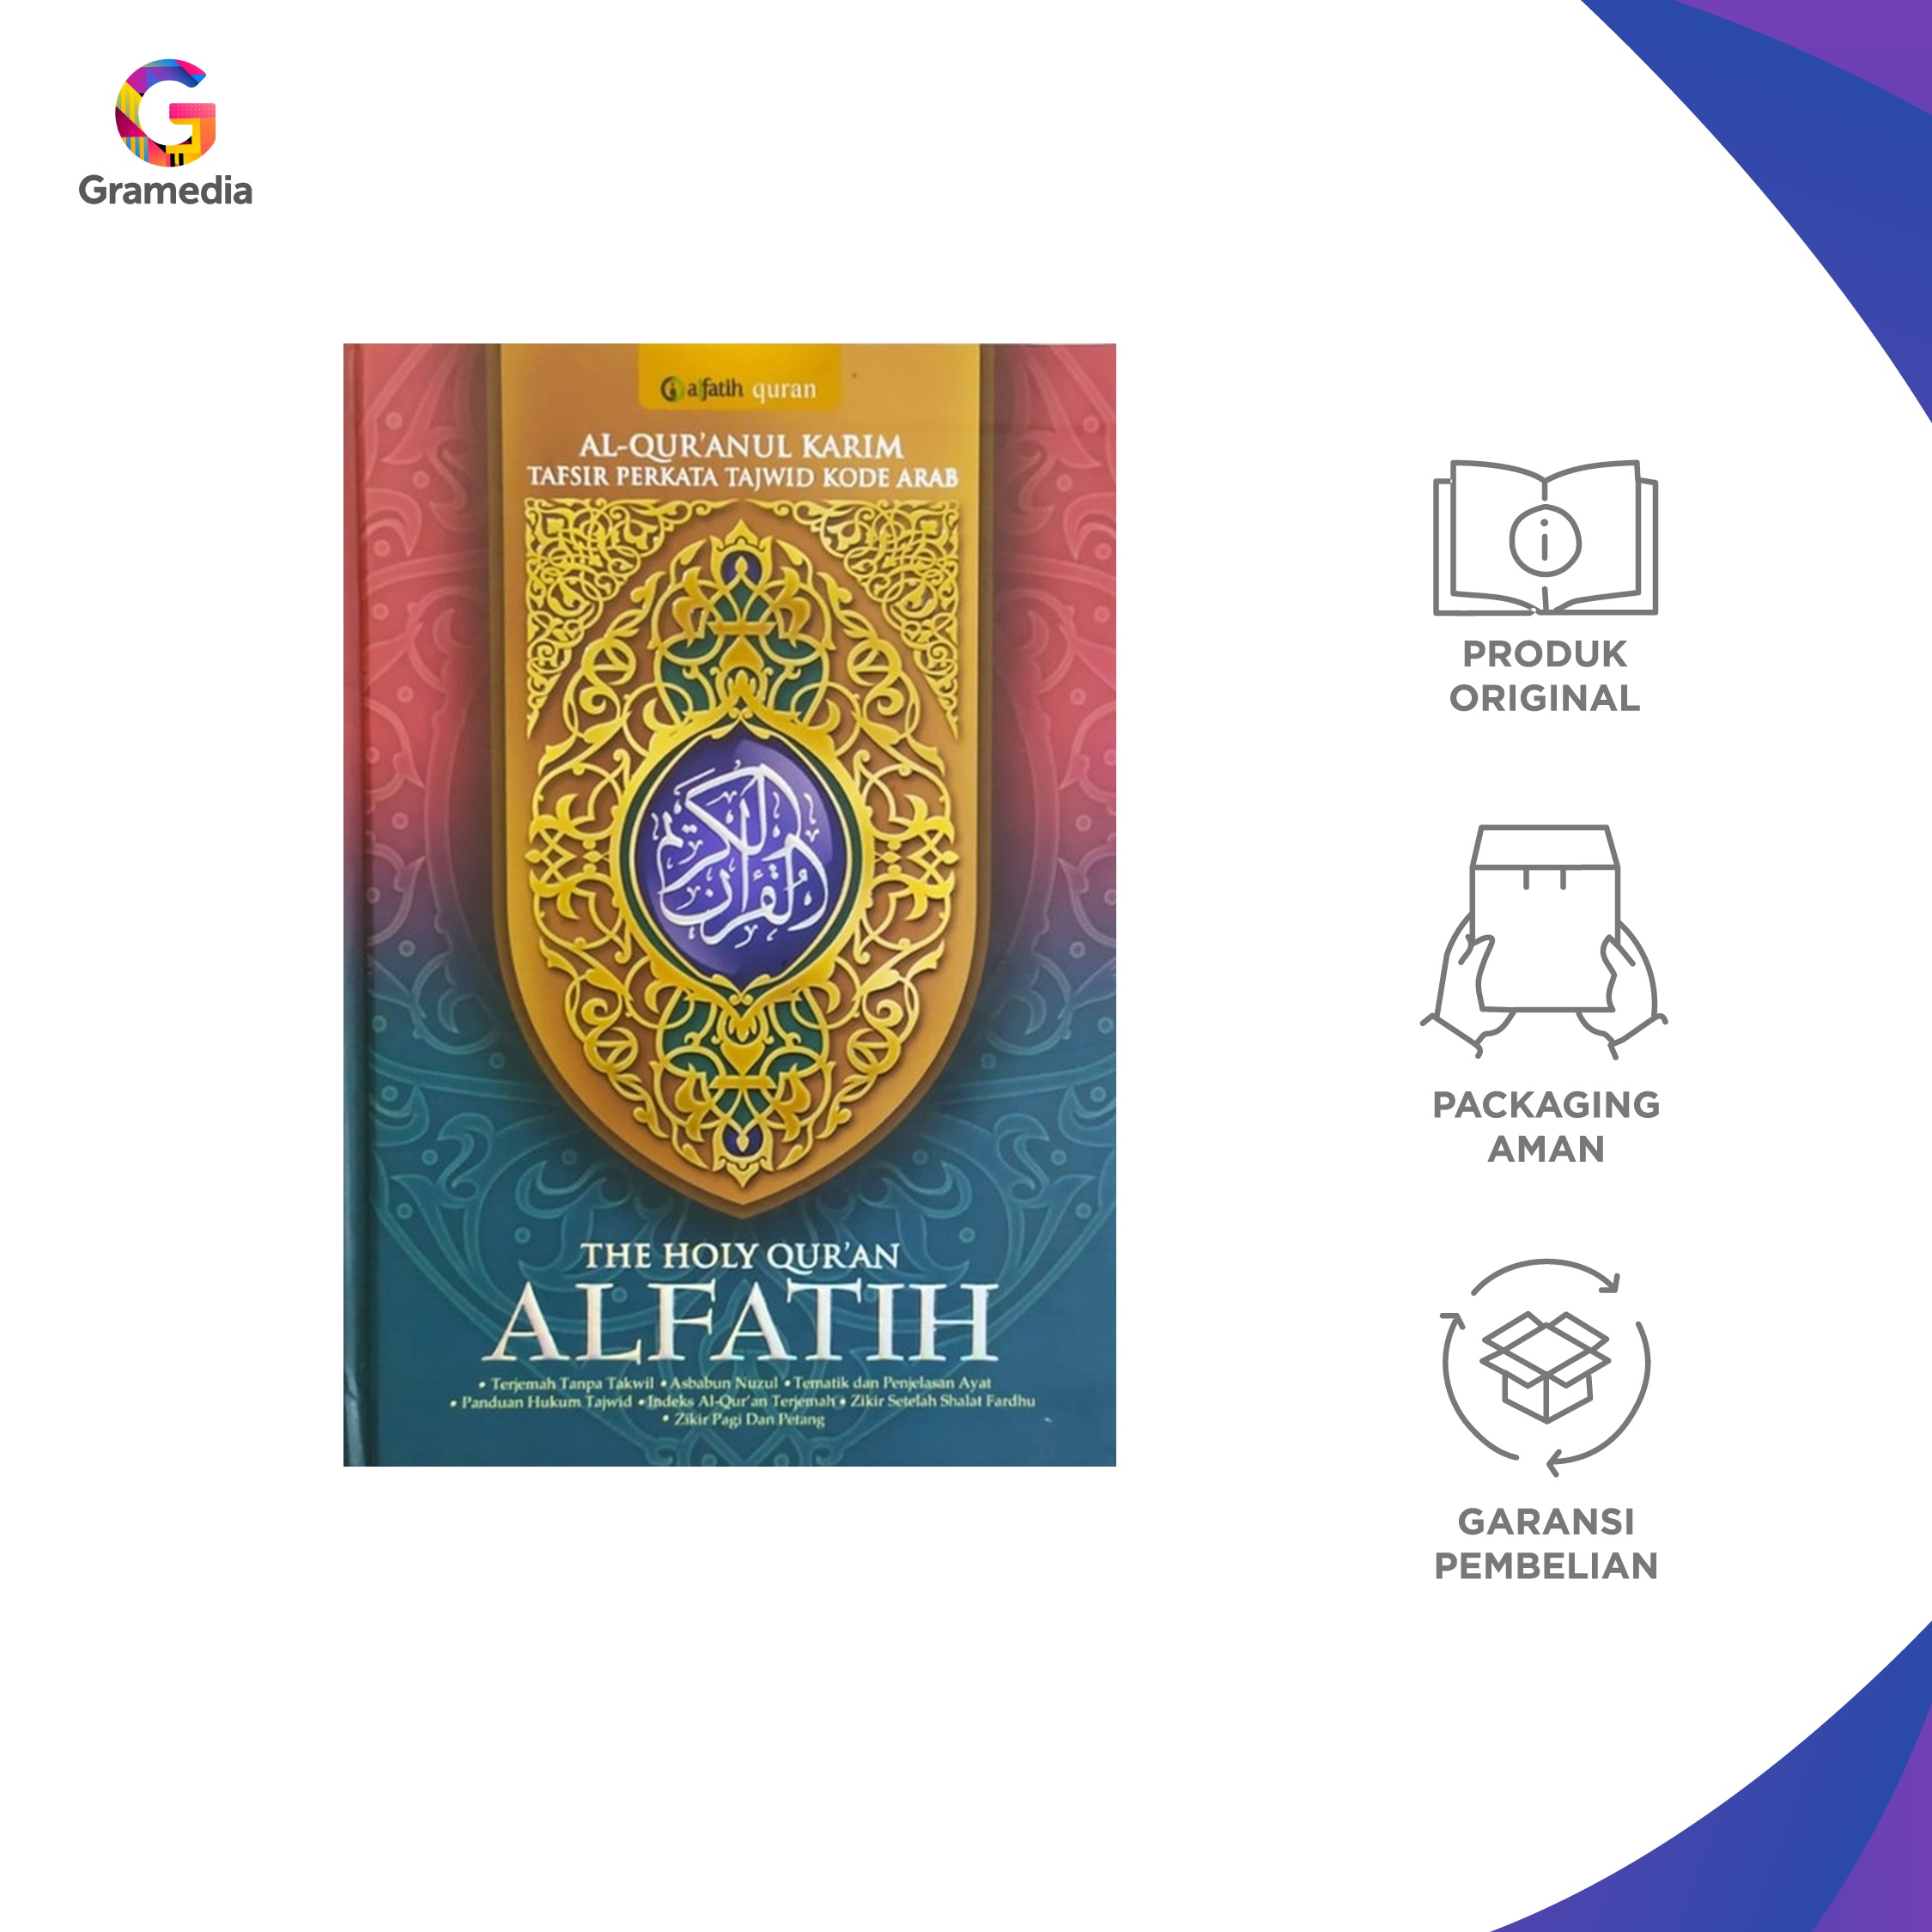 Gramedia
alfatih quran
AL-QUR'ANUL KARIM
TAFSIR PERKATA TAJWID KODE ARAB
القرآن الكريم
THE HOLY QUR'AN
ALFATIH
• Terjemah Tanpa Takwil • Asbabun Nuzul • Tematik dan Penjelasan Ayat
• Panduan Hukum Tajwid • Indeks Al-Qur'an Terjemah • Zikir Setelah Shalat Fardhu
• Zikir Pagi Dan Petang
PRODUK
ORIGINAL
PACKAGING
AMAN
GARANSI
PEMBELIAN